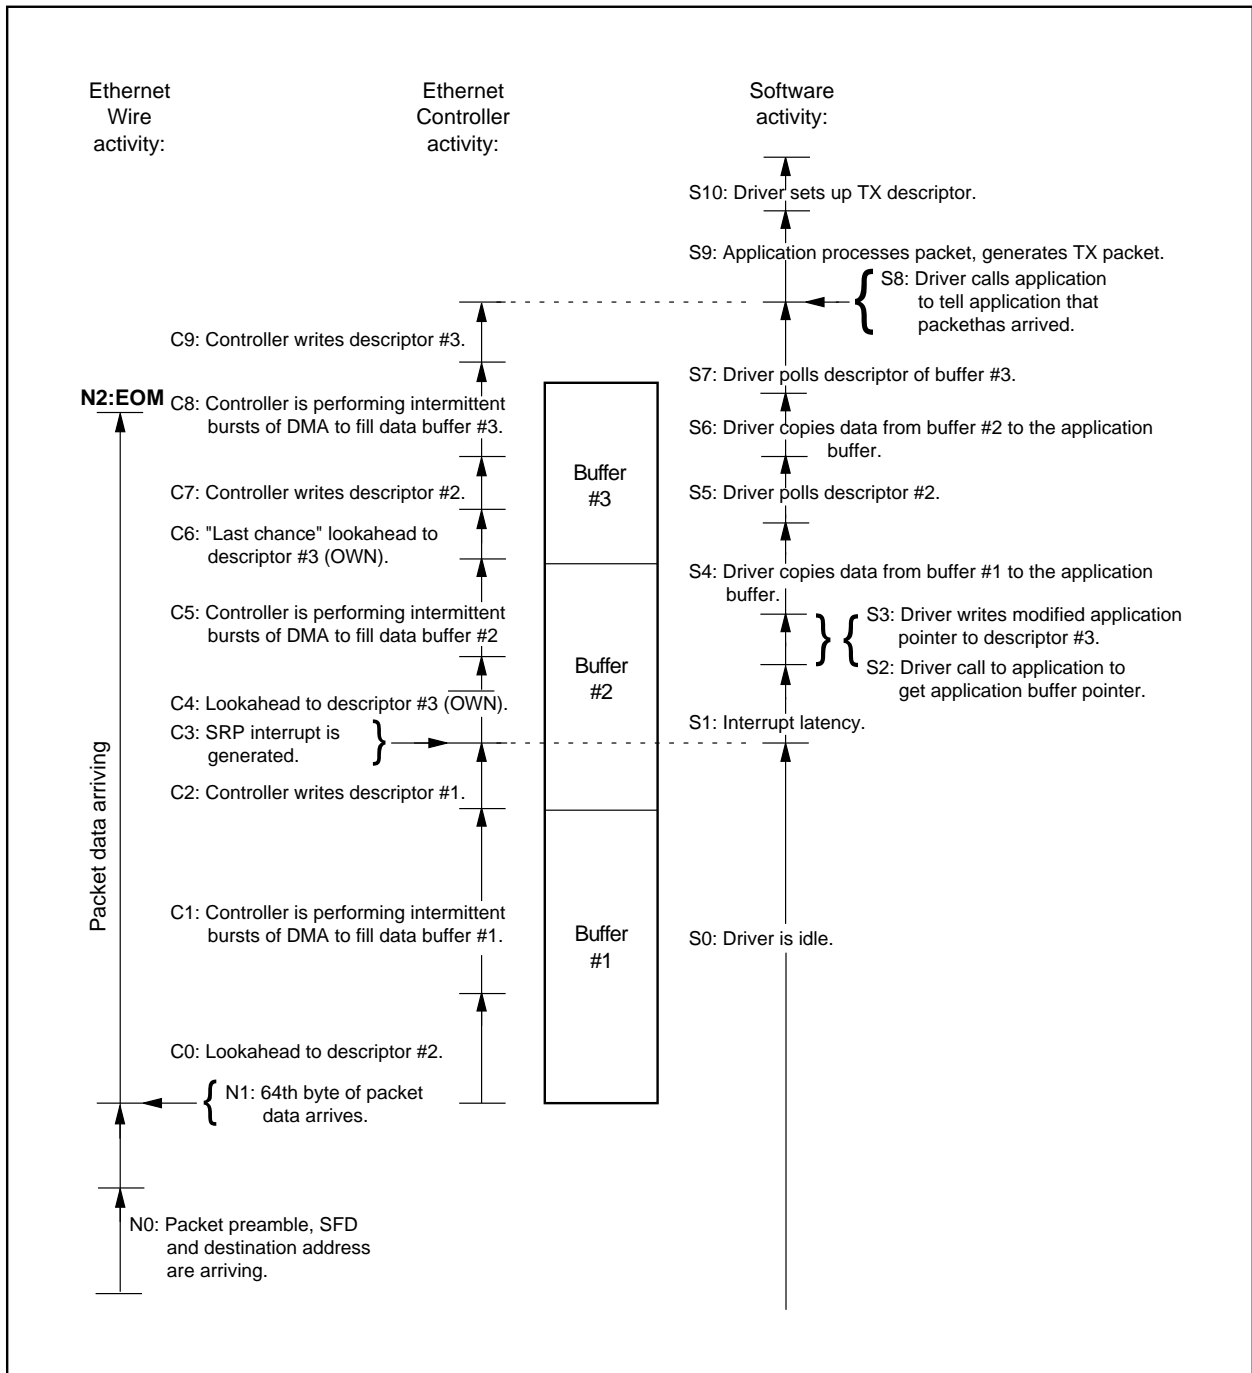 Ethernet
Wire
activity:
Ethernet
Controller
activity:
Software
activity:
S10: Driver sets up TX descriptor.
S9: Application processes packet, generates TX packet.
S8: Driver calls application
to tell application that
packethas arrived.
C9: Controller writes descriptor #3.
S7: Driver polls descriptor of buffer #3.
N2:EOM
C8: Controller is performing intermittent
bursts of DMA to fill data buffer #3.
S6: Driver copies data from buffer #2 to the application
buffer.
Buffer
#3
C7: Controller writes descriptor #2.
S5: Driver polls descriptor #2.
C6: "Last chance" lookahead to
descriptor #3 (OWN).
S4: Driver copies data from buffer #1 to the application
buffer.
C5: Controller is performing intermittent
bursts of DMA to fill data buffer #2
S3: Driver writes modified application
pointer to descriptor #3.
Buffer
#2
S2: Driver call to application to
get application buffer pointer.
C4: Lookahead to descriptor #3 (OWN).
S1: Interrupt latency.
C3: SRP interrupt is
generated.
C2: Controller writes descriptor #1.
Packet data arriving
C1: Controller is performing intermittent
bursts of DMA to fill data buffer #1.
Buffer
#1
S0: Driver is idle.
C0: Lookahead to descriptor #2.
N1: 64th byte of packet
data arrives.
N0: Packet preamble, SFD
and destination address
are arriving.